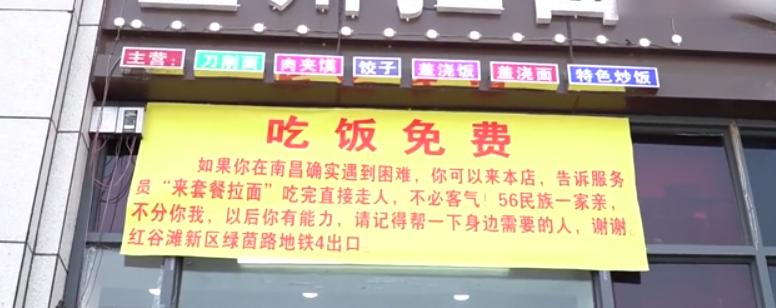 主营：刀削面 肉夹馍 饺子 盖浇饭 盖浇面 特色炒饭
吃饭免费
如果你在南昌确实遇到困难，你可以来本店，告诉服务
员“来套餐拉面”吃完直接走人，不必客气！56民族一家亲，
不分你我，以后你有能力，请记得帮一下身边需要的人，谢谢。
红谷滩新区绿茵路地铁4出口